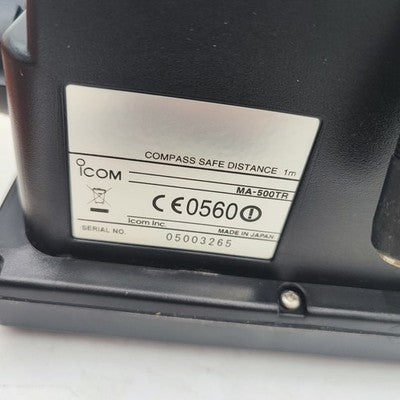 COMPASS SAFE DISTANCE 1m
ICOM
MA-500TR
CE0560
Icom Inc. MADE IN JAPAN
SERIAL NO. 05003265